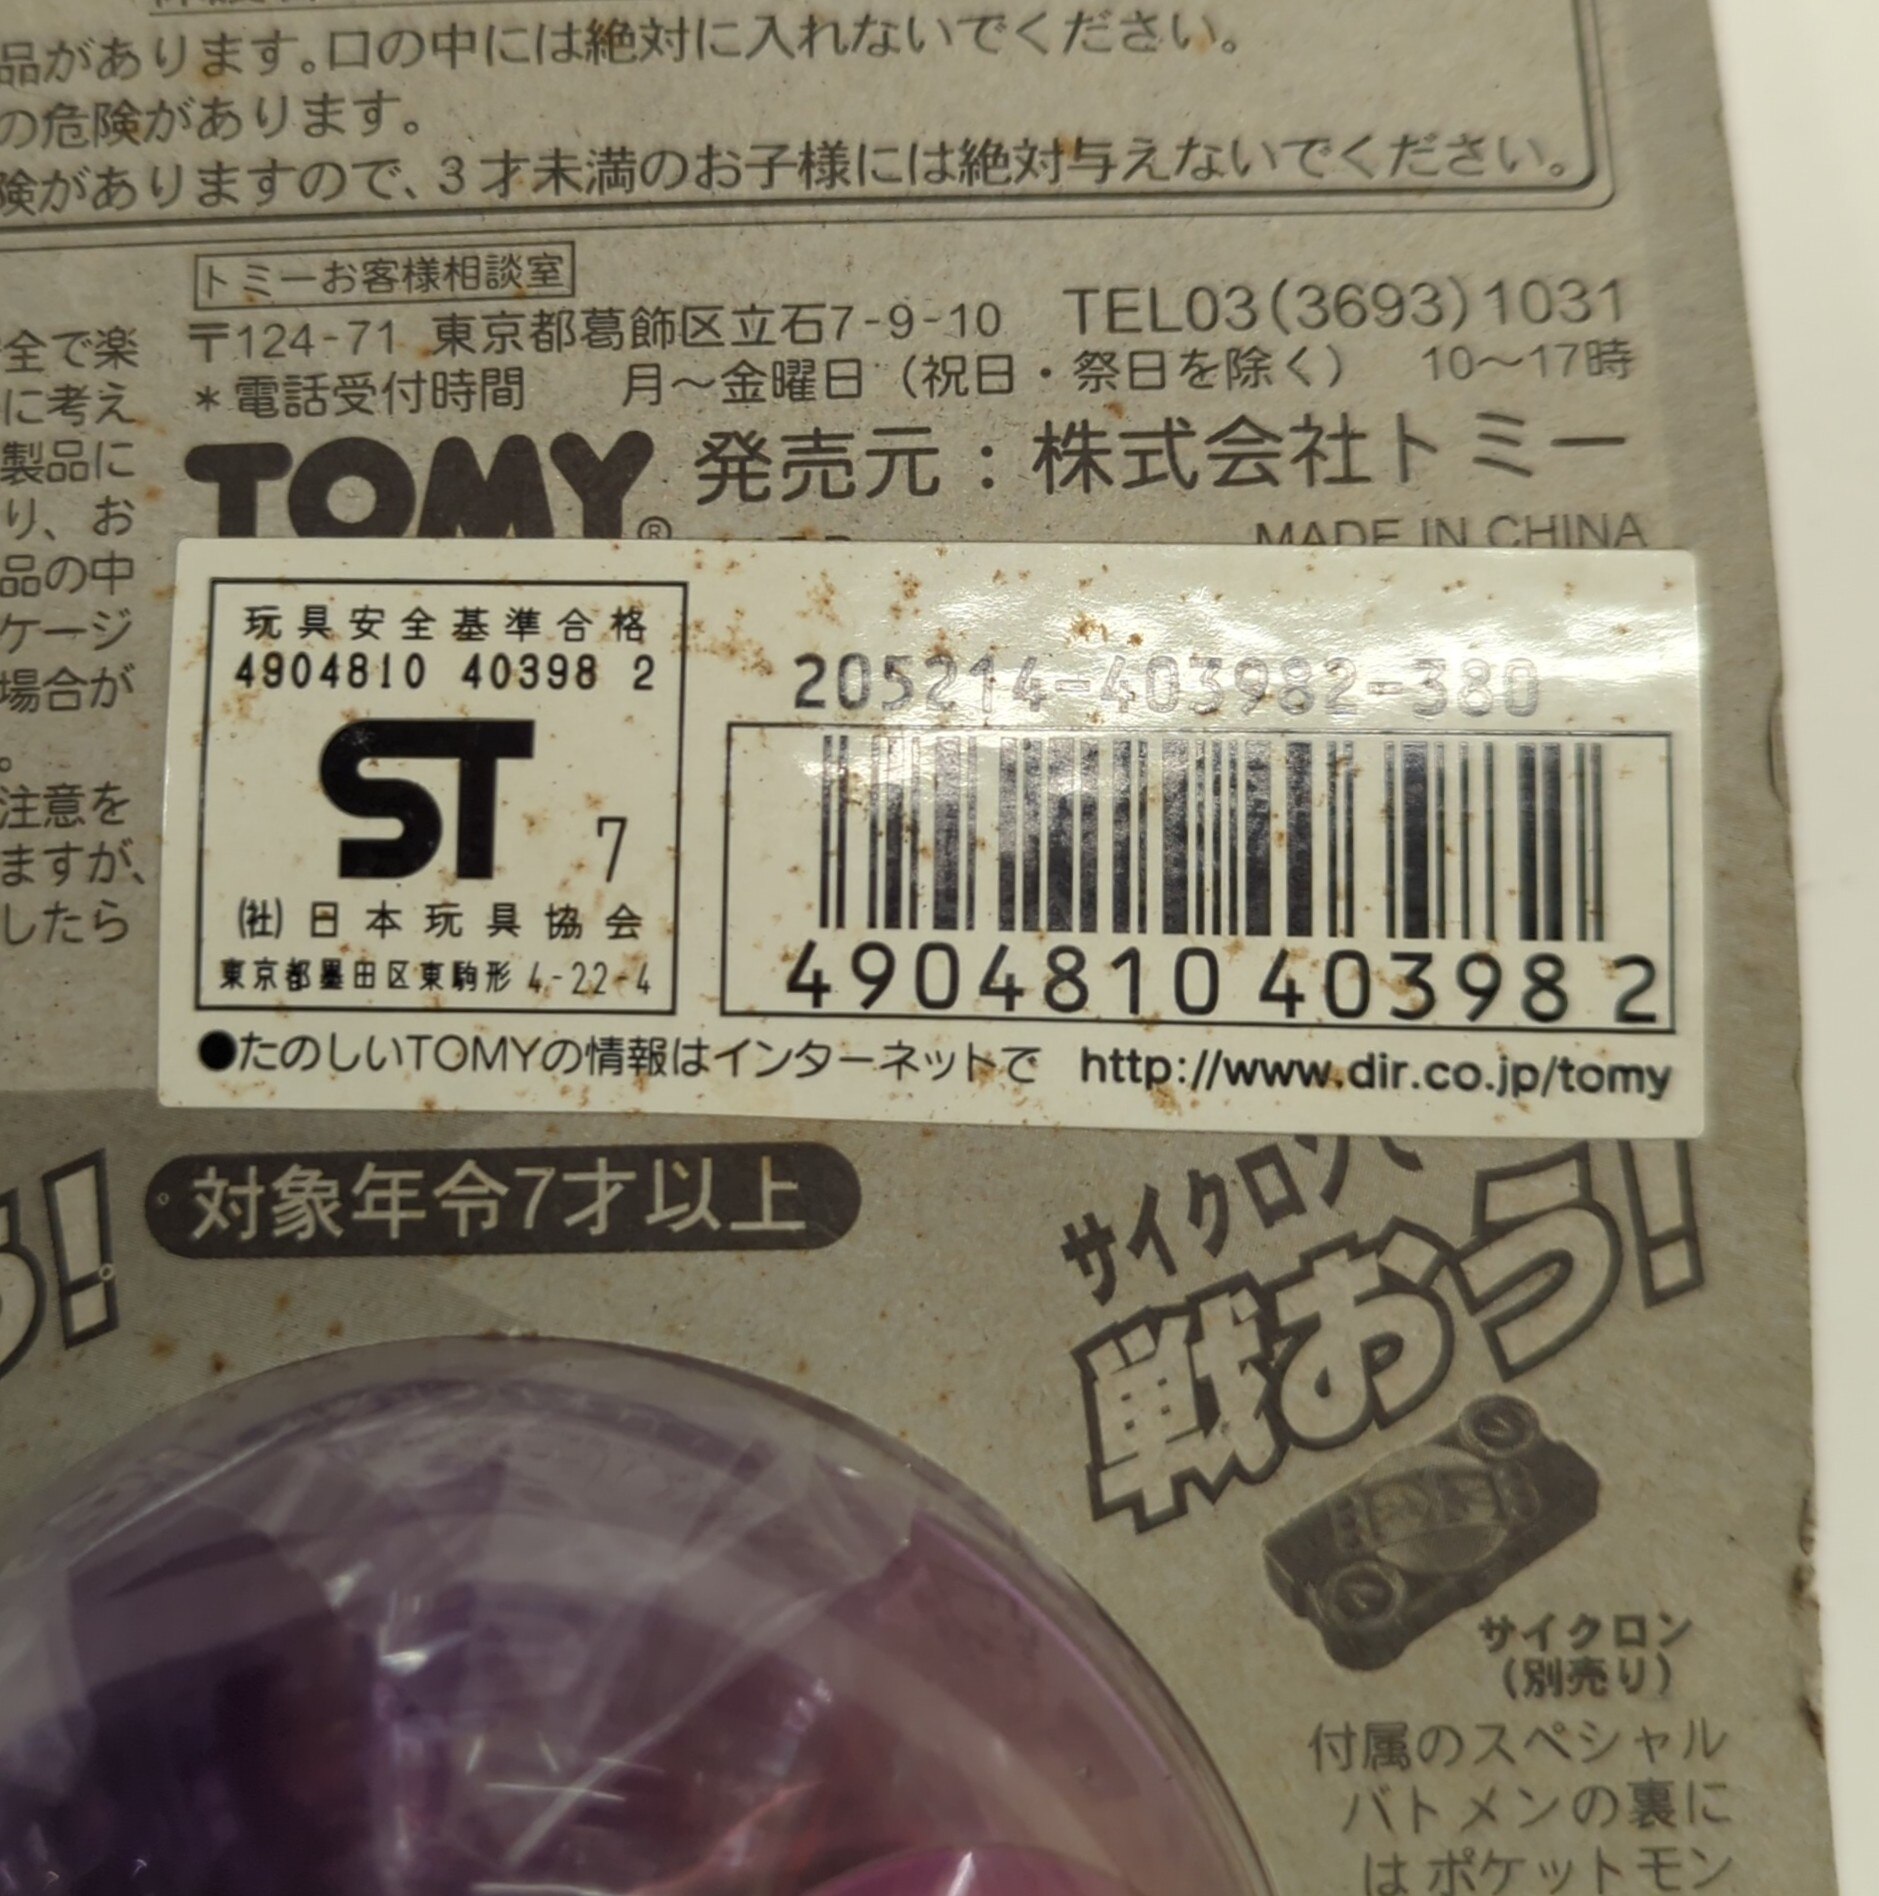 品があります。口の中には絶対に入れないでください。
の危険があります。
険がありますので、3才未満のお子様には絶対与えないでください。
トミーお客様相談室
〒124-71 東京都葛飾区立石7-9-10 TEL03(3693)1031
*電話受付時間 月～金曜日(祝日・祭日を除く) 10～17時
TOMY® 発売元:株式会社トミー
MADE IN CHINA
全で楽
に考え
製品に
り、お
品の中
ケージ
場合が
。
注意を
ますが、
したら
玩具安全基準合格
4904810 40398 2
ST 7
(社)日本玩具協会
東京都墨田区東駒形 4-22-4
205214-403982-380
4904810 403982
●たのしいTOMYの情報はインターネットで http://www.dir.co.jp/tomy
対象年令7才以上
う!
サイクロンで
戦おう!
サイクロン
(別売り)
付属のスペシャル
バトメンの裏に
はポケットモン